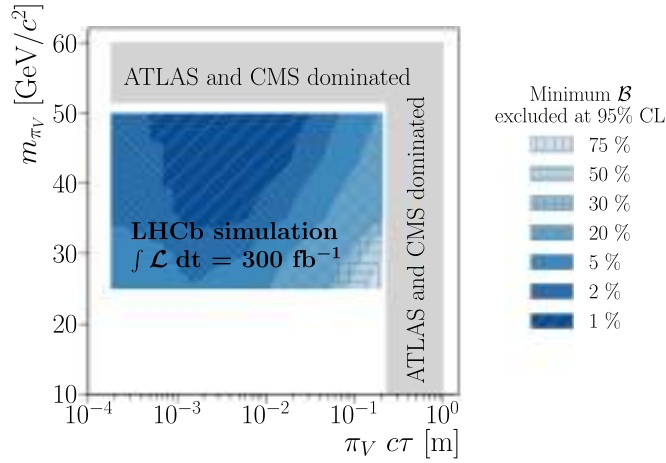 m_{π_V} [GeV/c²]
60
50
40
30
20
10
ATLAS and CMS dominated
ATLAS and CMS dominated
LHCb simulation
∫ ℒ dt = 300 fb⁻¹
10⁻⁴
10⁻³
10⁻²
10⁻¹
10⁰
π_V cτ [m]
Minimum ℬ
excluded at 95% CL
75 %
50 %
30 %
20 %
5 %
2 %
1 %